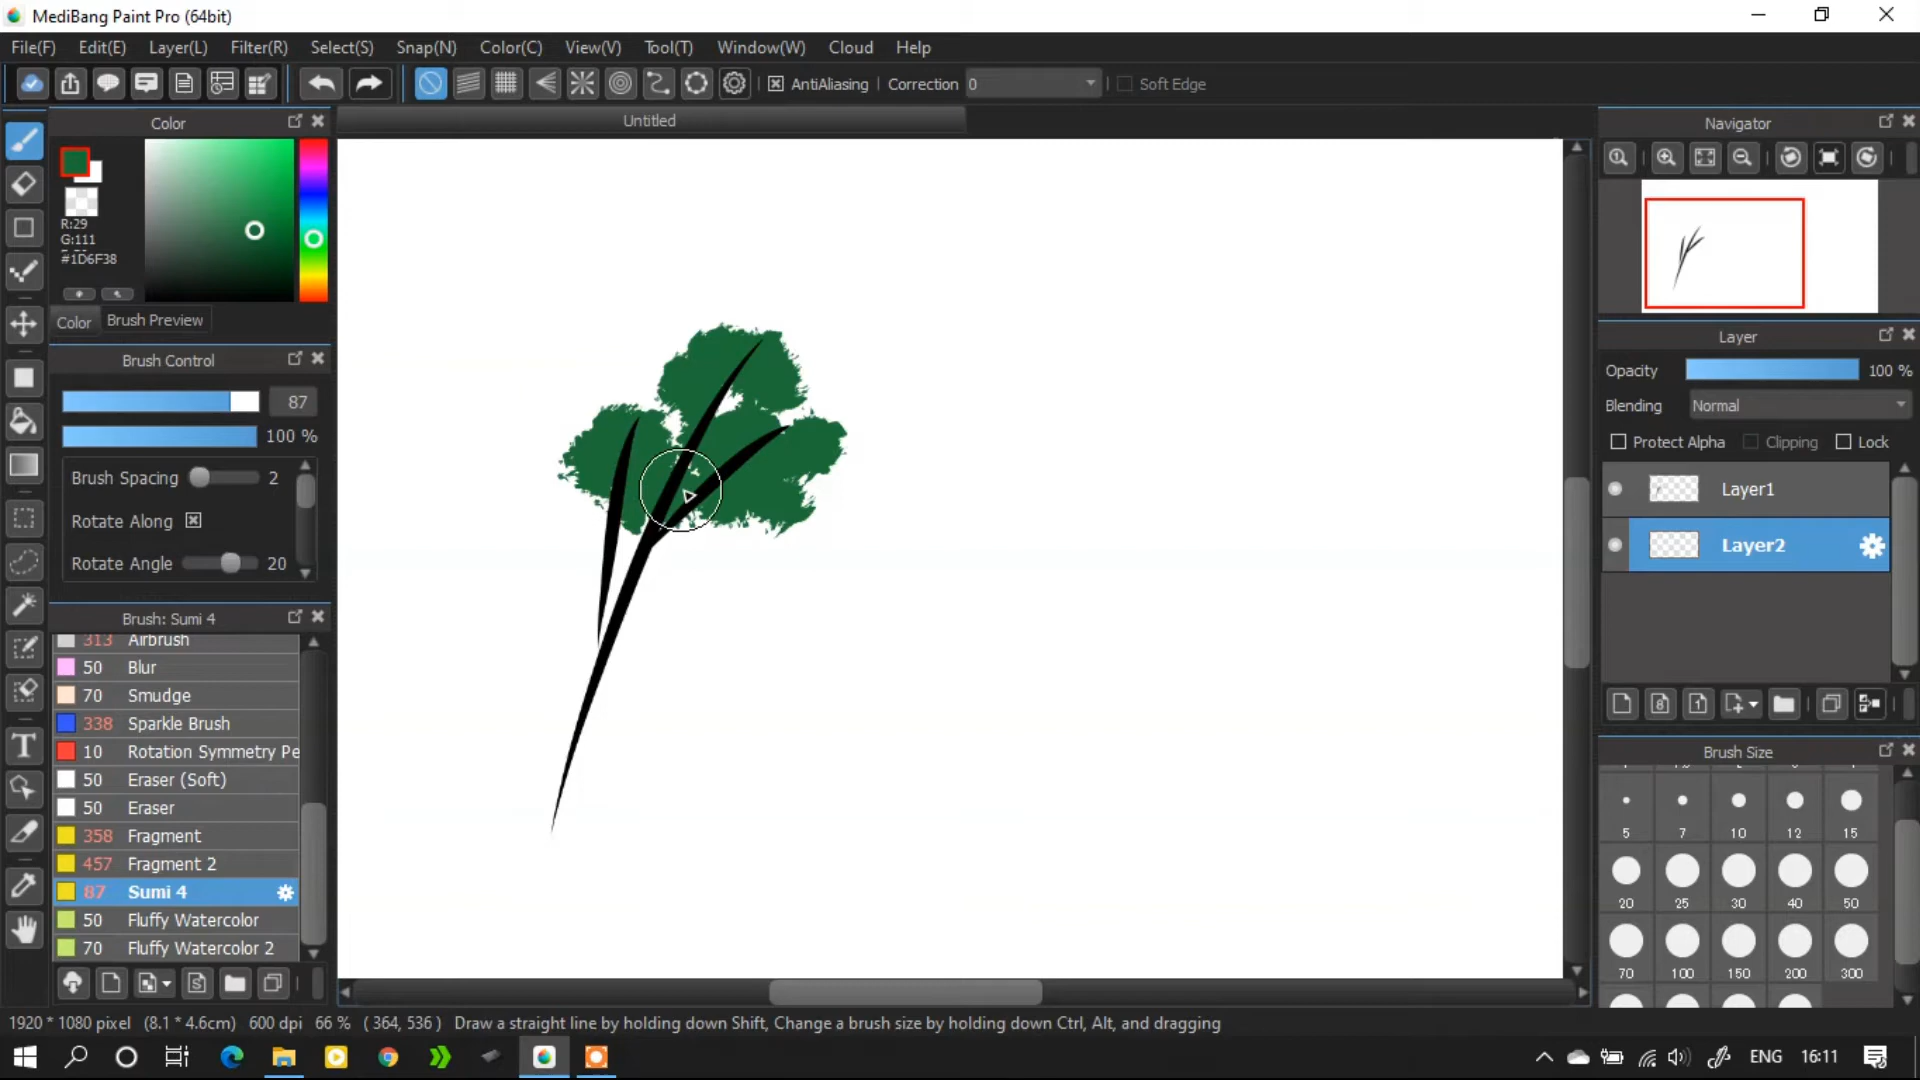 MediBang Paint Pro (64bit)
File(F) Edit(E) Layer(L) Filter(R) Select(S) Snap(N) Color(C) View(V) Tool(T) Window(W) Cloud Help
AntiAliasing Correction 0 Soft Edge
Color
Untitled
Navigator
R:29
G:111
#1D6F38
Color Brush Preview
Brush Control
87
100 %
Brush Spacing 2
Rotate Along
Rotate Angle 20
Brush: Sumi 4
313 Airbrush
50 Blur
70 Smudge
338 Sparkle Brush
10 Rotation Symmetry Pe
50 Eraser (Soft)
50 Eraser
358 Fragment
457 Fragment 2
87 Sumi 4
50 Fluffy Watercolor
70 Fluffy Watercolor 2
Layer
Opacity 100 %
Blending Normal
Protect Alpha Clipping Lock
Layer1
Layer2
Brush Size
5 7 10 12 15
20 25 30 40 50
70 100 150 200 300
1920 * 1080 pixel (8.1 * 4.6cm) 600 dpi 66 % ( 364, 536 ) Draw a straight line by holding down Shift, Change a brush size by holding down Ctrl, Alt, and dragging
ENG 16:11